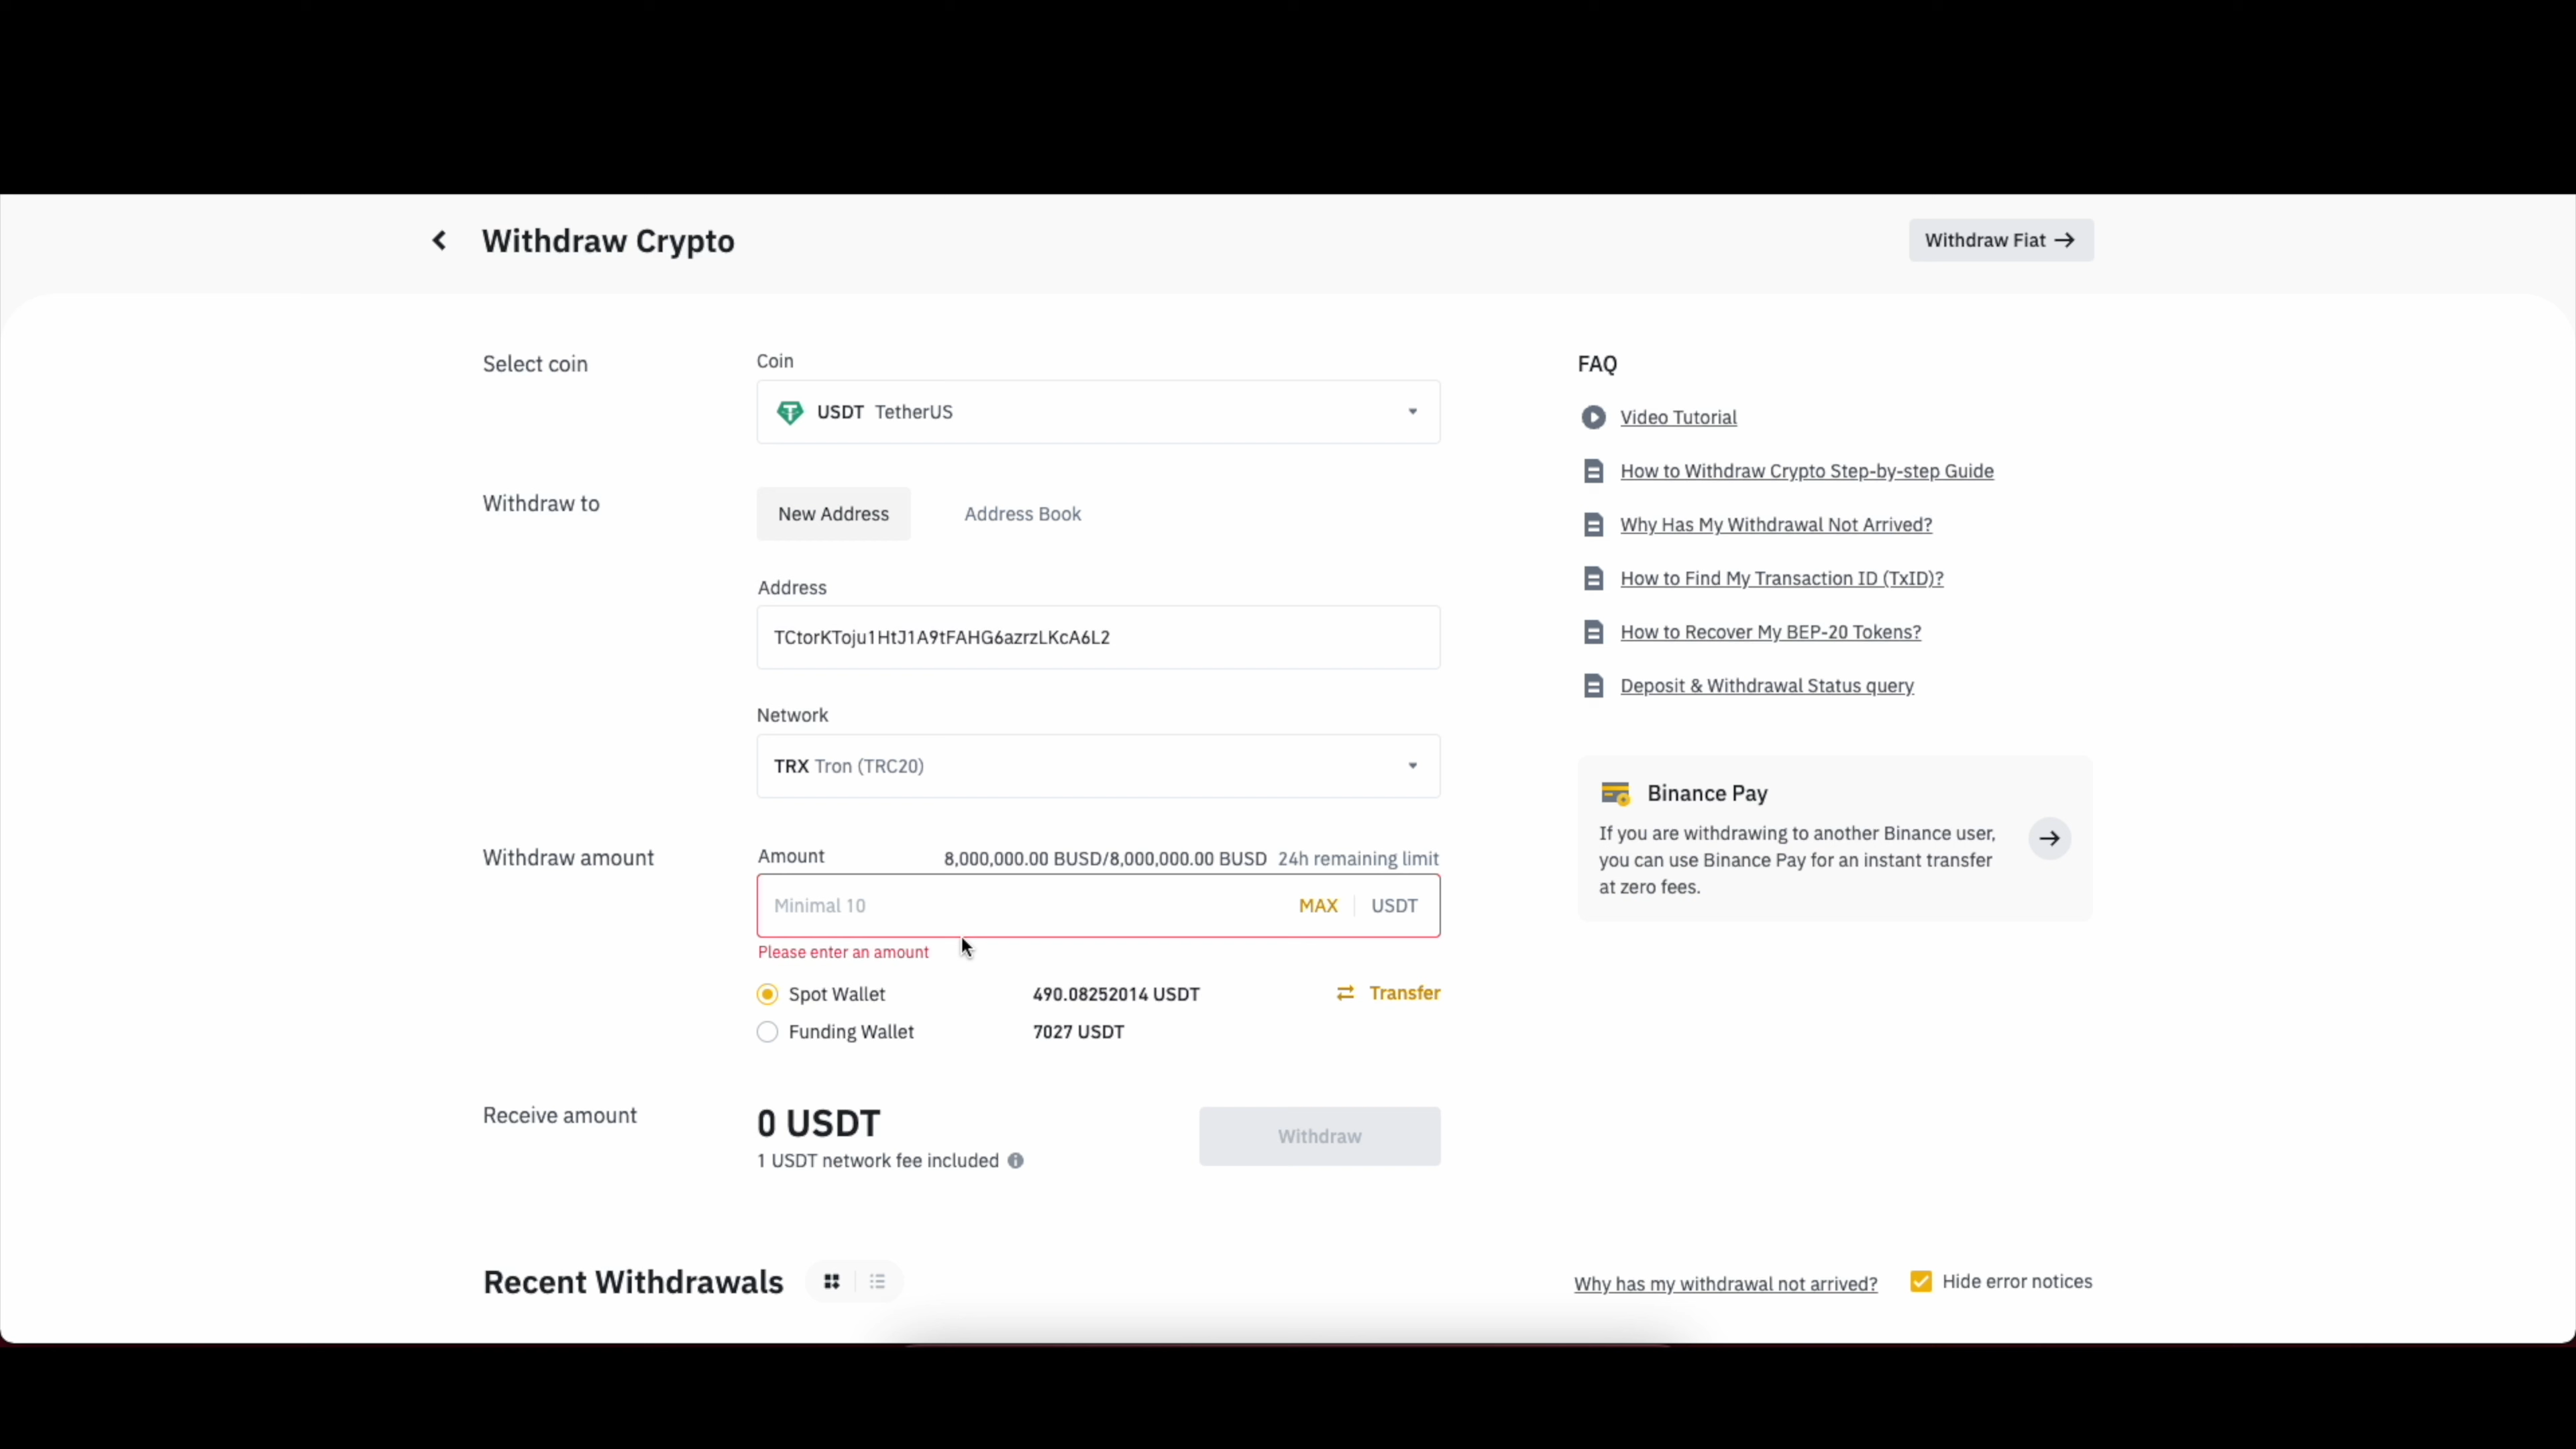 Withdraw Crypto
Withdraw Fiat
Select coin
Coin
USDT TetherUS
Withdraw to
New Address
Address Book
Address
TCtorKToju1HtJ1A9tFAHG6azrzLKcA6L2
Network
TRX Tron (TRC20)
Withdraw amount
Amount
8,000,000.00 BUSD/8,000,000.00 BUSD 24h remaining limit
Minimal 10
MAX
USDT
Please enter an amount
Spot Wallet
490.08252014 USDT
Transfer
Funding Wallet
7027 USDT
Receive amount
0 USDT
1 USDT network fee included
Withdraw
FAQ
Video Tutorial
How to Withdraw Crypto Step-by-step Guide
Why Has My Withdrawal Not Arrived?
How to Find My Transaction ID (TxID)?
How to Recover My BEP-20 Tokens?
Deposit & Withdrawal Status query
Binance Pay
If you are withdrawing to another Binance user,
you can use Binance Pay for an instant transfer
at zero fees.
Recent Withdrawals
Why has my withdrawal not arrived?
Hide error notices